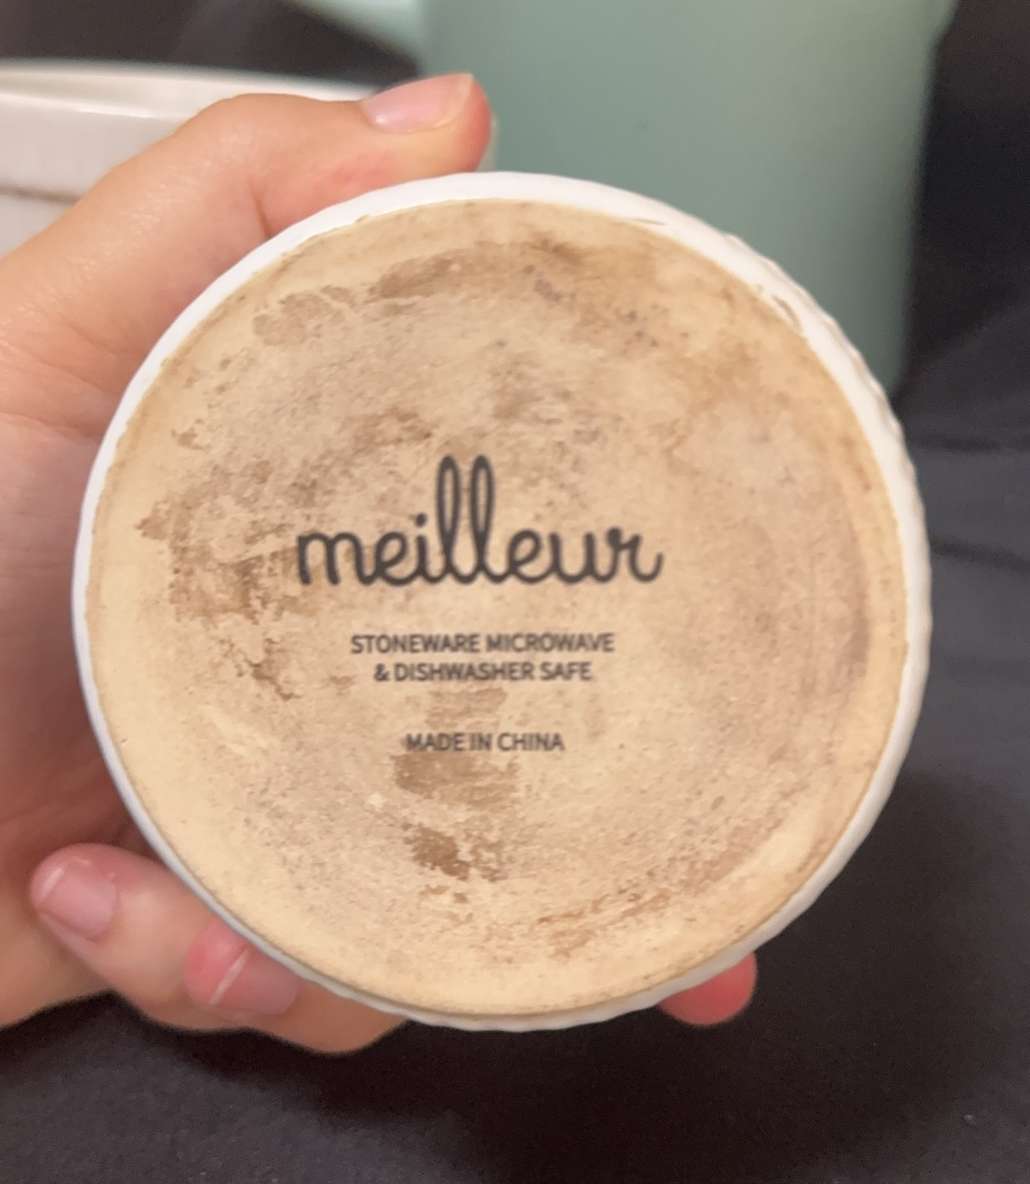 meilleur
STONEWARE MICROWAVE
& DISHWASHER SAFE
MADE IN CHINA